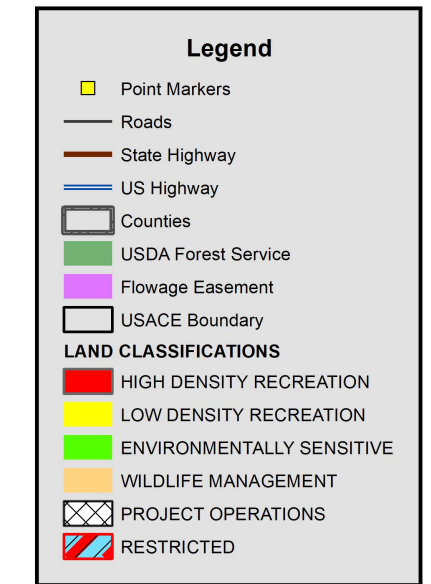 Legend
Point Markers
Roads
State Highway
US Highway
Counties
USDA Forest Service
Flowage Easement
USACE Boundary
LAND CLASSIFICATIONS
HIGH DENSITY RECREATION
LOW DENSITY RECREATION
ENVIRONMENTALLY SENSITIVE
WILDLIFE MANAGEMENT
PROJECT OPERATIONS
RESTRICTED